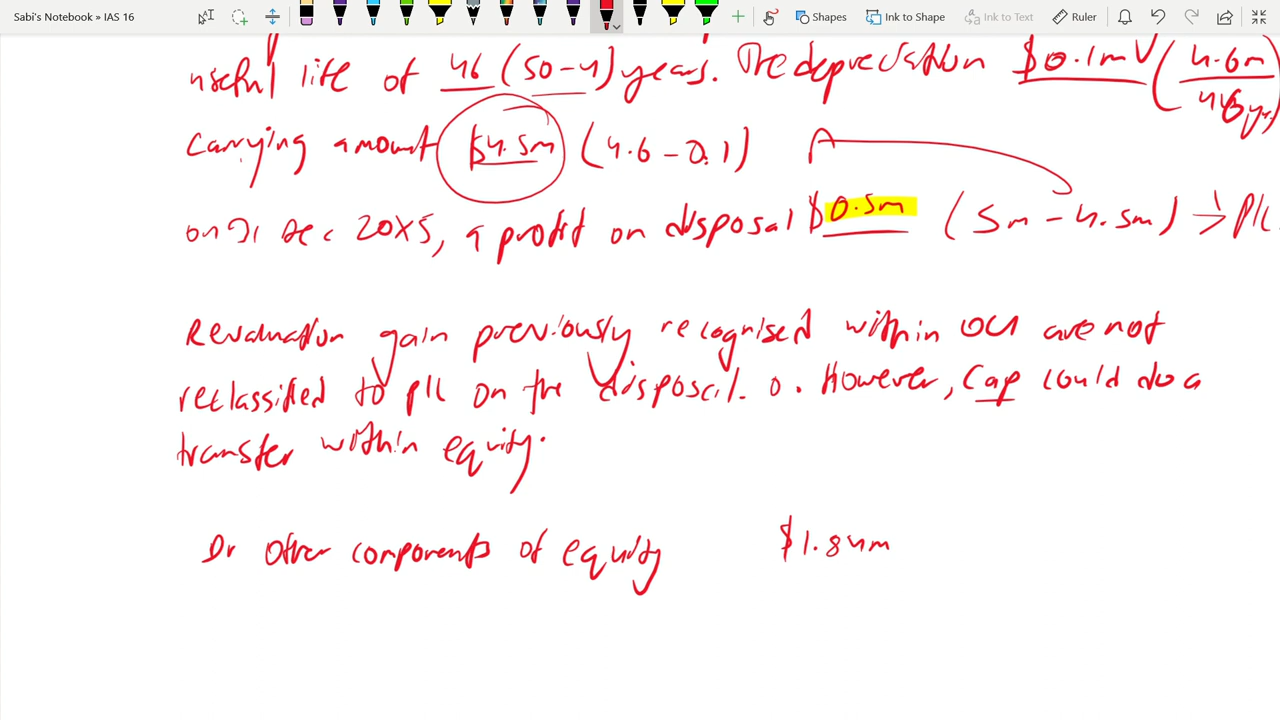 Sabi's Notebook » IAS 16
Shapes
Ink to Shape
Ink to Text
Ruler
useful life of 46 (50-4) years. The depreciation $0.1m (4.6m / 46 yr.)
Carrying amount $4.5m (4.6 - 0.1)
on 31 Dec 20X5, a profit on disposal $0.5m (5m - 4.5m) → P/L
Revaluation gain previously recognised within OCI are not
reclassified to P/L on the disposal. However, Cap could do a
transfer within equity.
Dr Other components of equity $1.84m